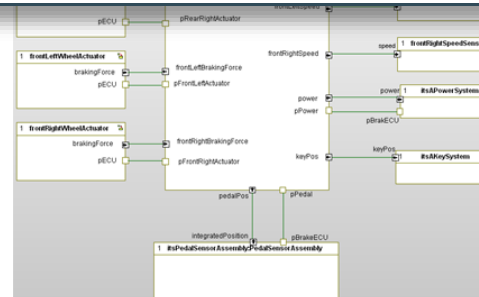 pECU
pRearRightActuator
1 frontLeftWheelActuator
brakingForce
pECU
frontLeftBrakingForce
pFrontLeftActuator
1 frontRightWheelActuator
brakingForce
pECU
frontRightBrakingForce
pFrontRightActuator
frontRightSpeed
speed
1 frontRightSpeedSens
power
pPower
power
1 itsAPowerSystem
pBrakECU
keyPos
keyPos
1 itsAKeySystem
pedalPos
pPedal
integratedPosition
pBrakeECU
1 itsPedalSensorAssembly:PedalSensorAssembly